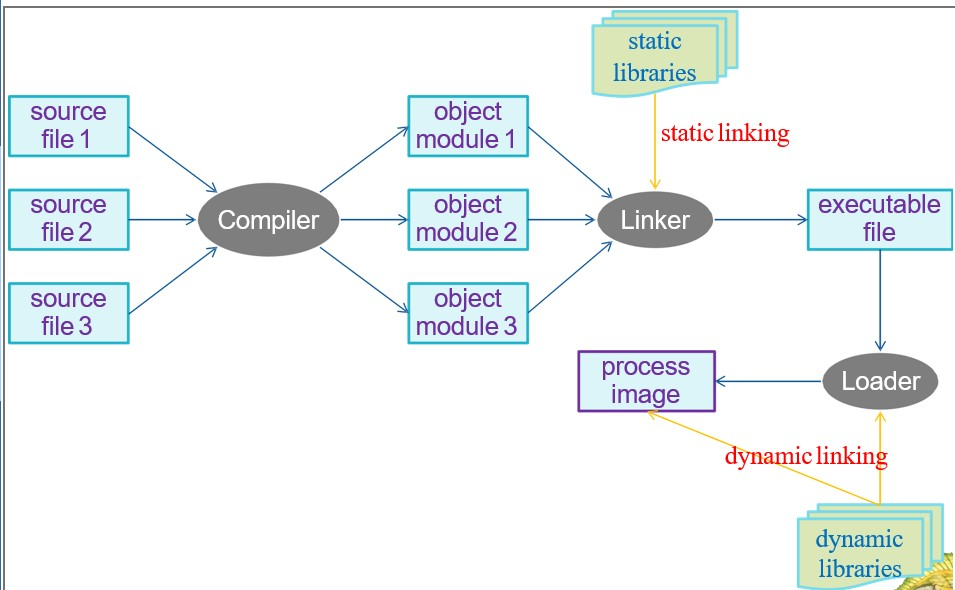 static
libraries
static linking
source
file 1
object
module 1
source
file 2
Compiler
object
module 2
Linker
executable
file
source
file 3
object
module 3
process
image
Loader
dynamic linking
dynamic
libraries